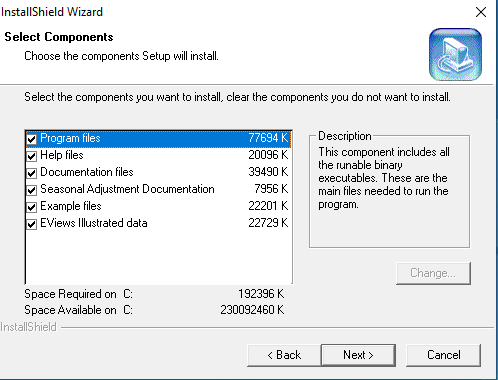 InstallShield Wizard
Select Components
Choose the components Setup will install.
Select the components you want to install, clear the components you do not want to install.
Program files 77694 K
Help files 20096 K
Documentation files 39490 K
Seasonal Adjustment Documentation 7956 K
Example files 22201 K
EViews Illustrated data 22729 K
Description
This component includes all
the runable binary
executables. These are the
main files needed to run the
program.
Change...
Space Required on C: 192396 K
Space Available on C: 230092460 K
InstallShield
< Back
Next >
Cancel